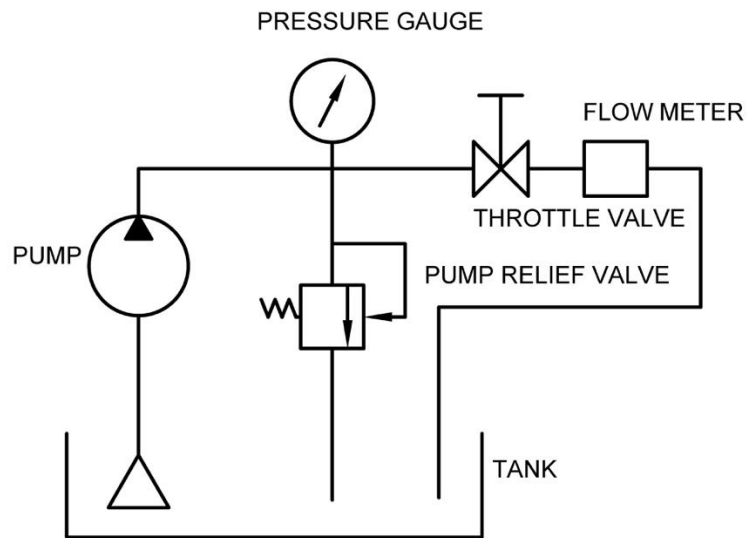 PRESSURE GAUGE
FLOW METER
THROTTLE VALVE
PUMP
PUMP RELIEF VALVE
TANK